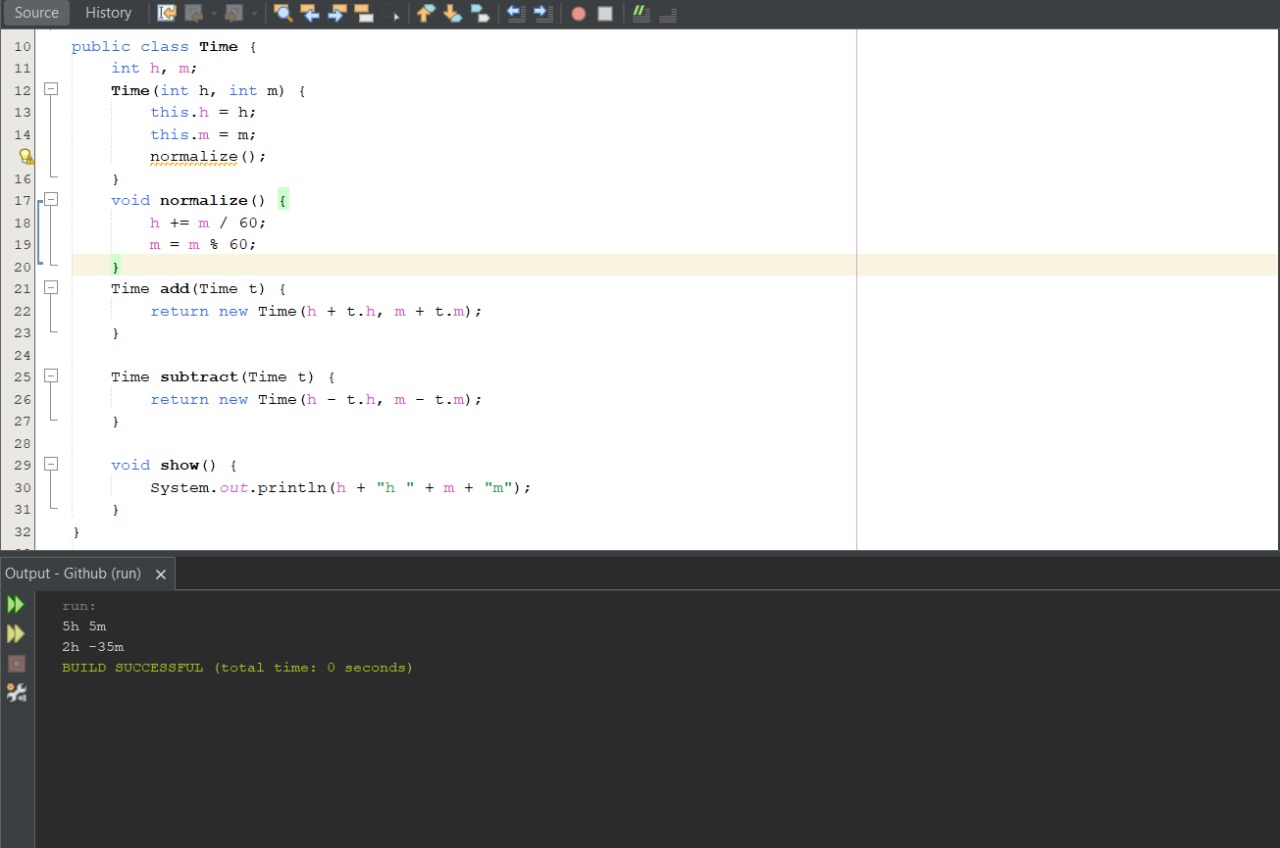 Source History
10 public class Time {
11 int h, m;
12 Time(int h, int m) {
13 this.h = h;
14 this.m = m;
normalize();
16 }
17 void normalize() {
18 h += m / 60;
19 m = m % 60;
20 }
21 Time add(Time t) {
22 return new Time(h + t.h, m + t.m);
23 }
24
25 Time subtract(Time t) {
26 return new Time(h - t.h, m - t.m);
27 }
28
29 void show() {
30 System.out.println(h + "h " + m + "m");
31 }
32 }
Output - Github (run)
run:
5h 5m
2h -35m
BUILD SUCCESSFUL (total time: 0 seconds)